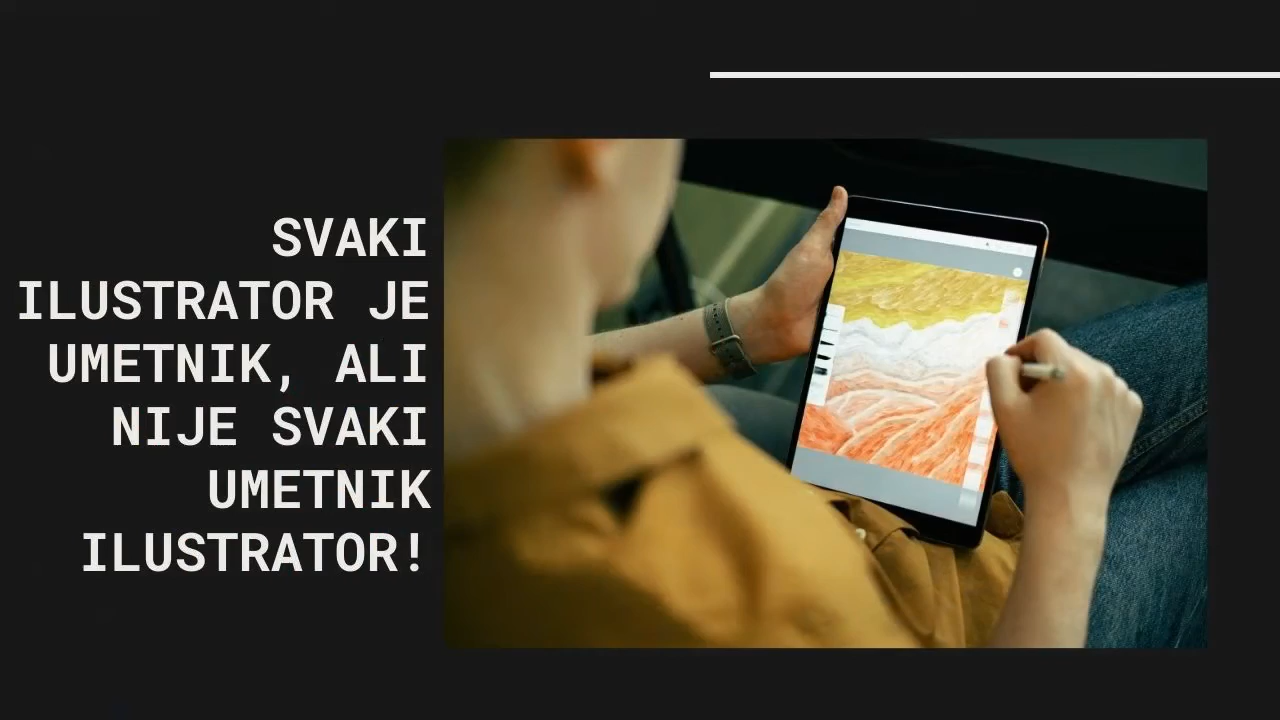 SVAKI
ILUSTRATOR JE
UMETNIK, ALI
NIJE SVAKI
UMETNIK
ILUSTRATOR!